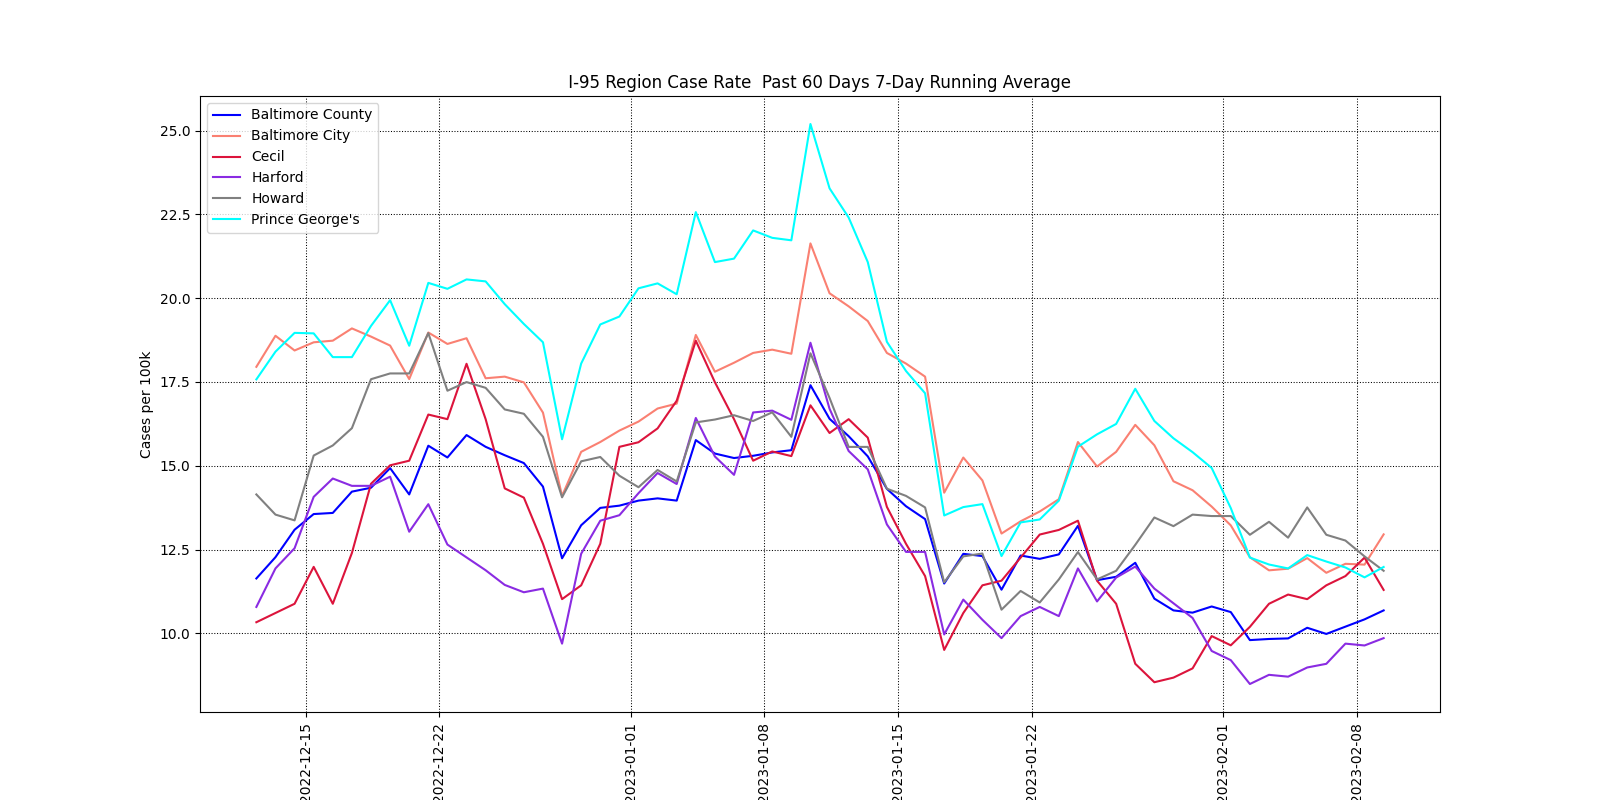 I-95 Region Case Rate  Past 60 Days 7-Day Running Average
Baltimore County
Baltimore City
Cecil
Harford
Howard
Prince George's
Cases per 100k
25.0
22.5
20.0
17.5
15.0
12.5
10.0
2022-12-15
2022-12-22
2023-01-01
2023-01-08
2023-01-15
2023-01-22
2023-02-01
2023-02-08